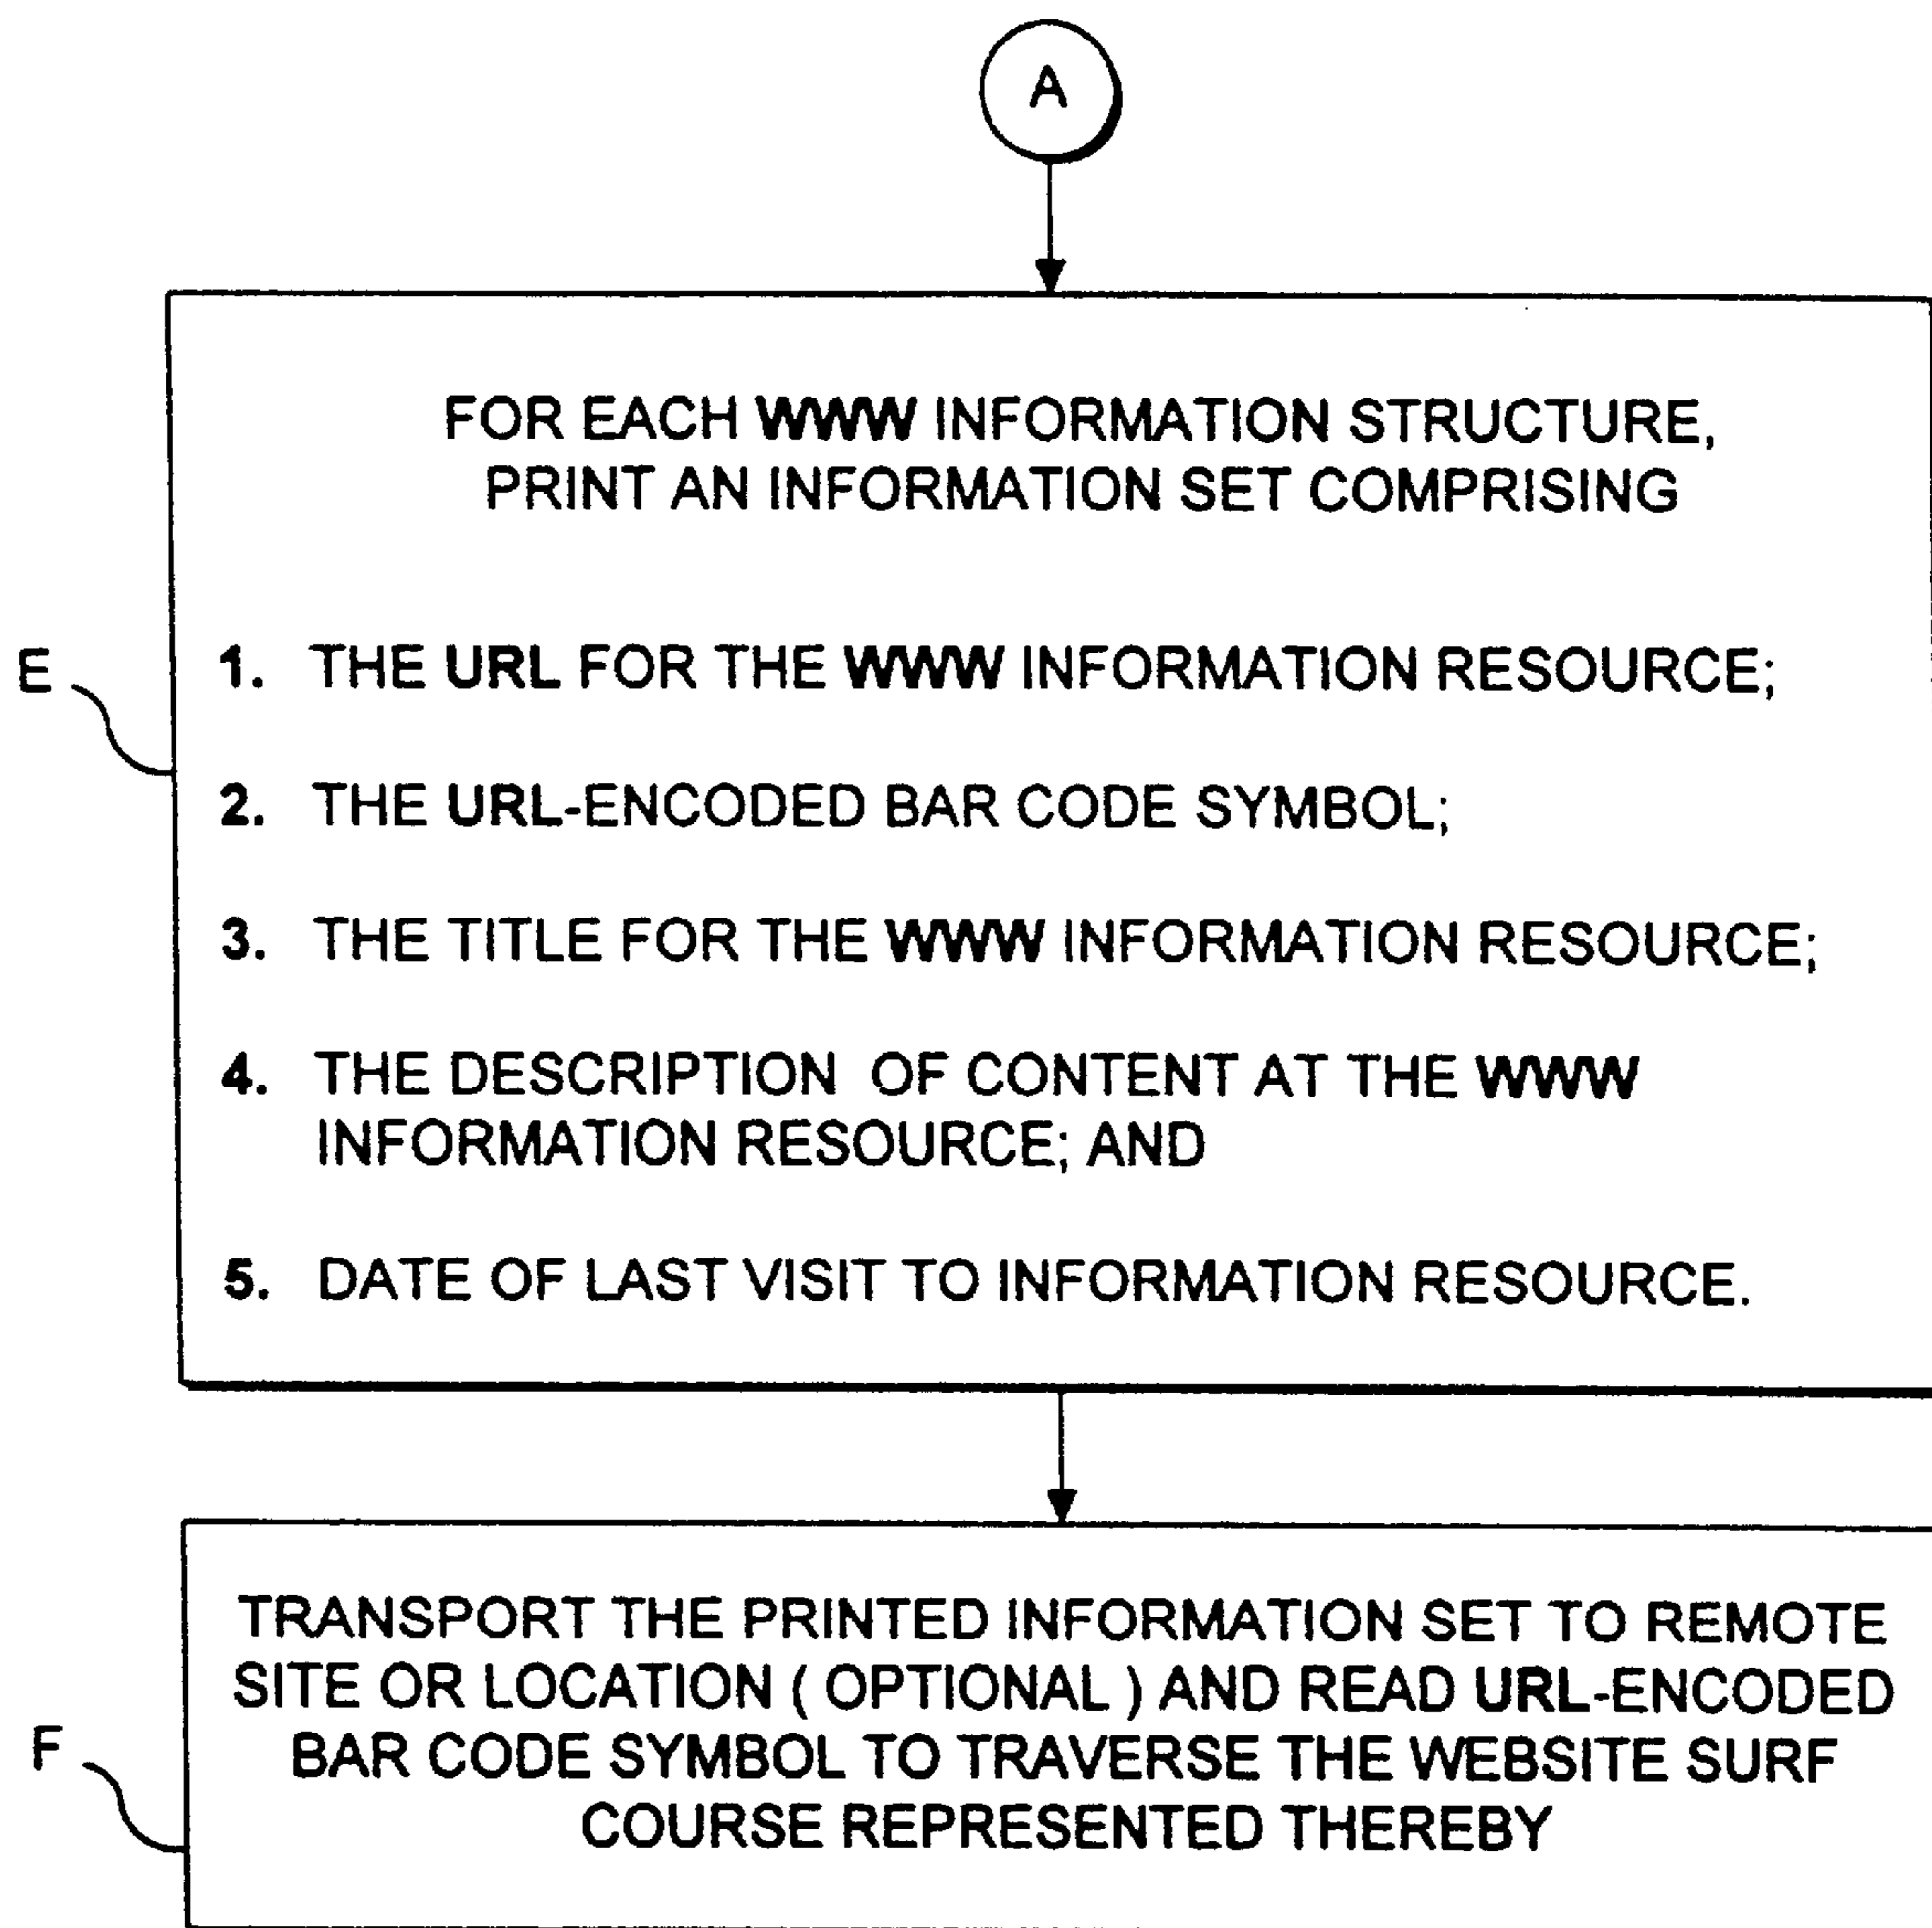 A
FOR EACH WWW INFORMATION STRUCTURE,
PRINT AN INFORMATION SET COMPRISING
E
1. THE URL FOR THE WWW INFORMATION RESOURCE;
2. THE URL-ENCODED BAR CODE SYMBOL;
3. THE TITLE FOR THE WWW INFORMATION RESOURCE;
4. THE DESCRIPTION OF CONTENT AT THE WWW
INFORMATION RESOURCE; AND
5. DATE OF LAST VISIT TO INFORMATION RESOURCE.
TRANSPORT THE PRINTED INFORMATION SET TO REMOTE
SITE OR LOCATION ( OPTIONAL ) AND READ URL-ENCODED
F
BAR CODE SYMBOL TO TRAVERSE THE WEBSITE SURF
COURSE REPRESENTED THEREBY